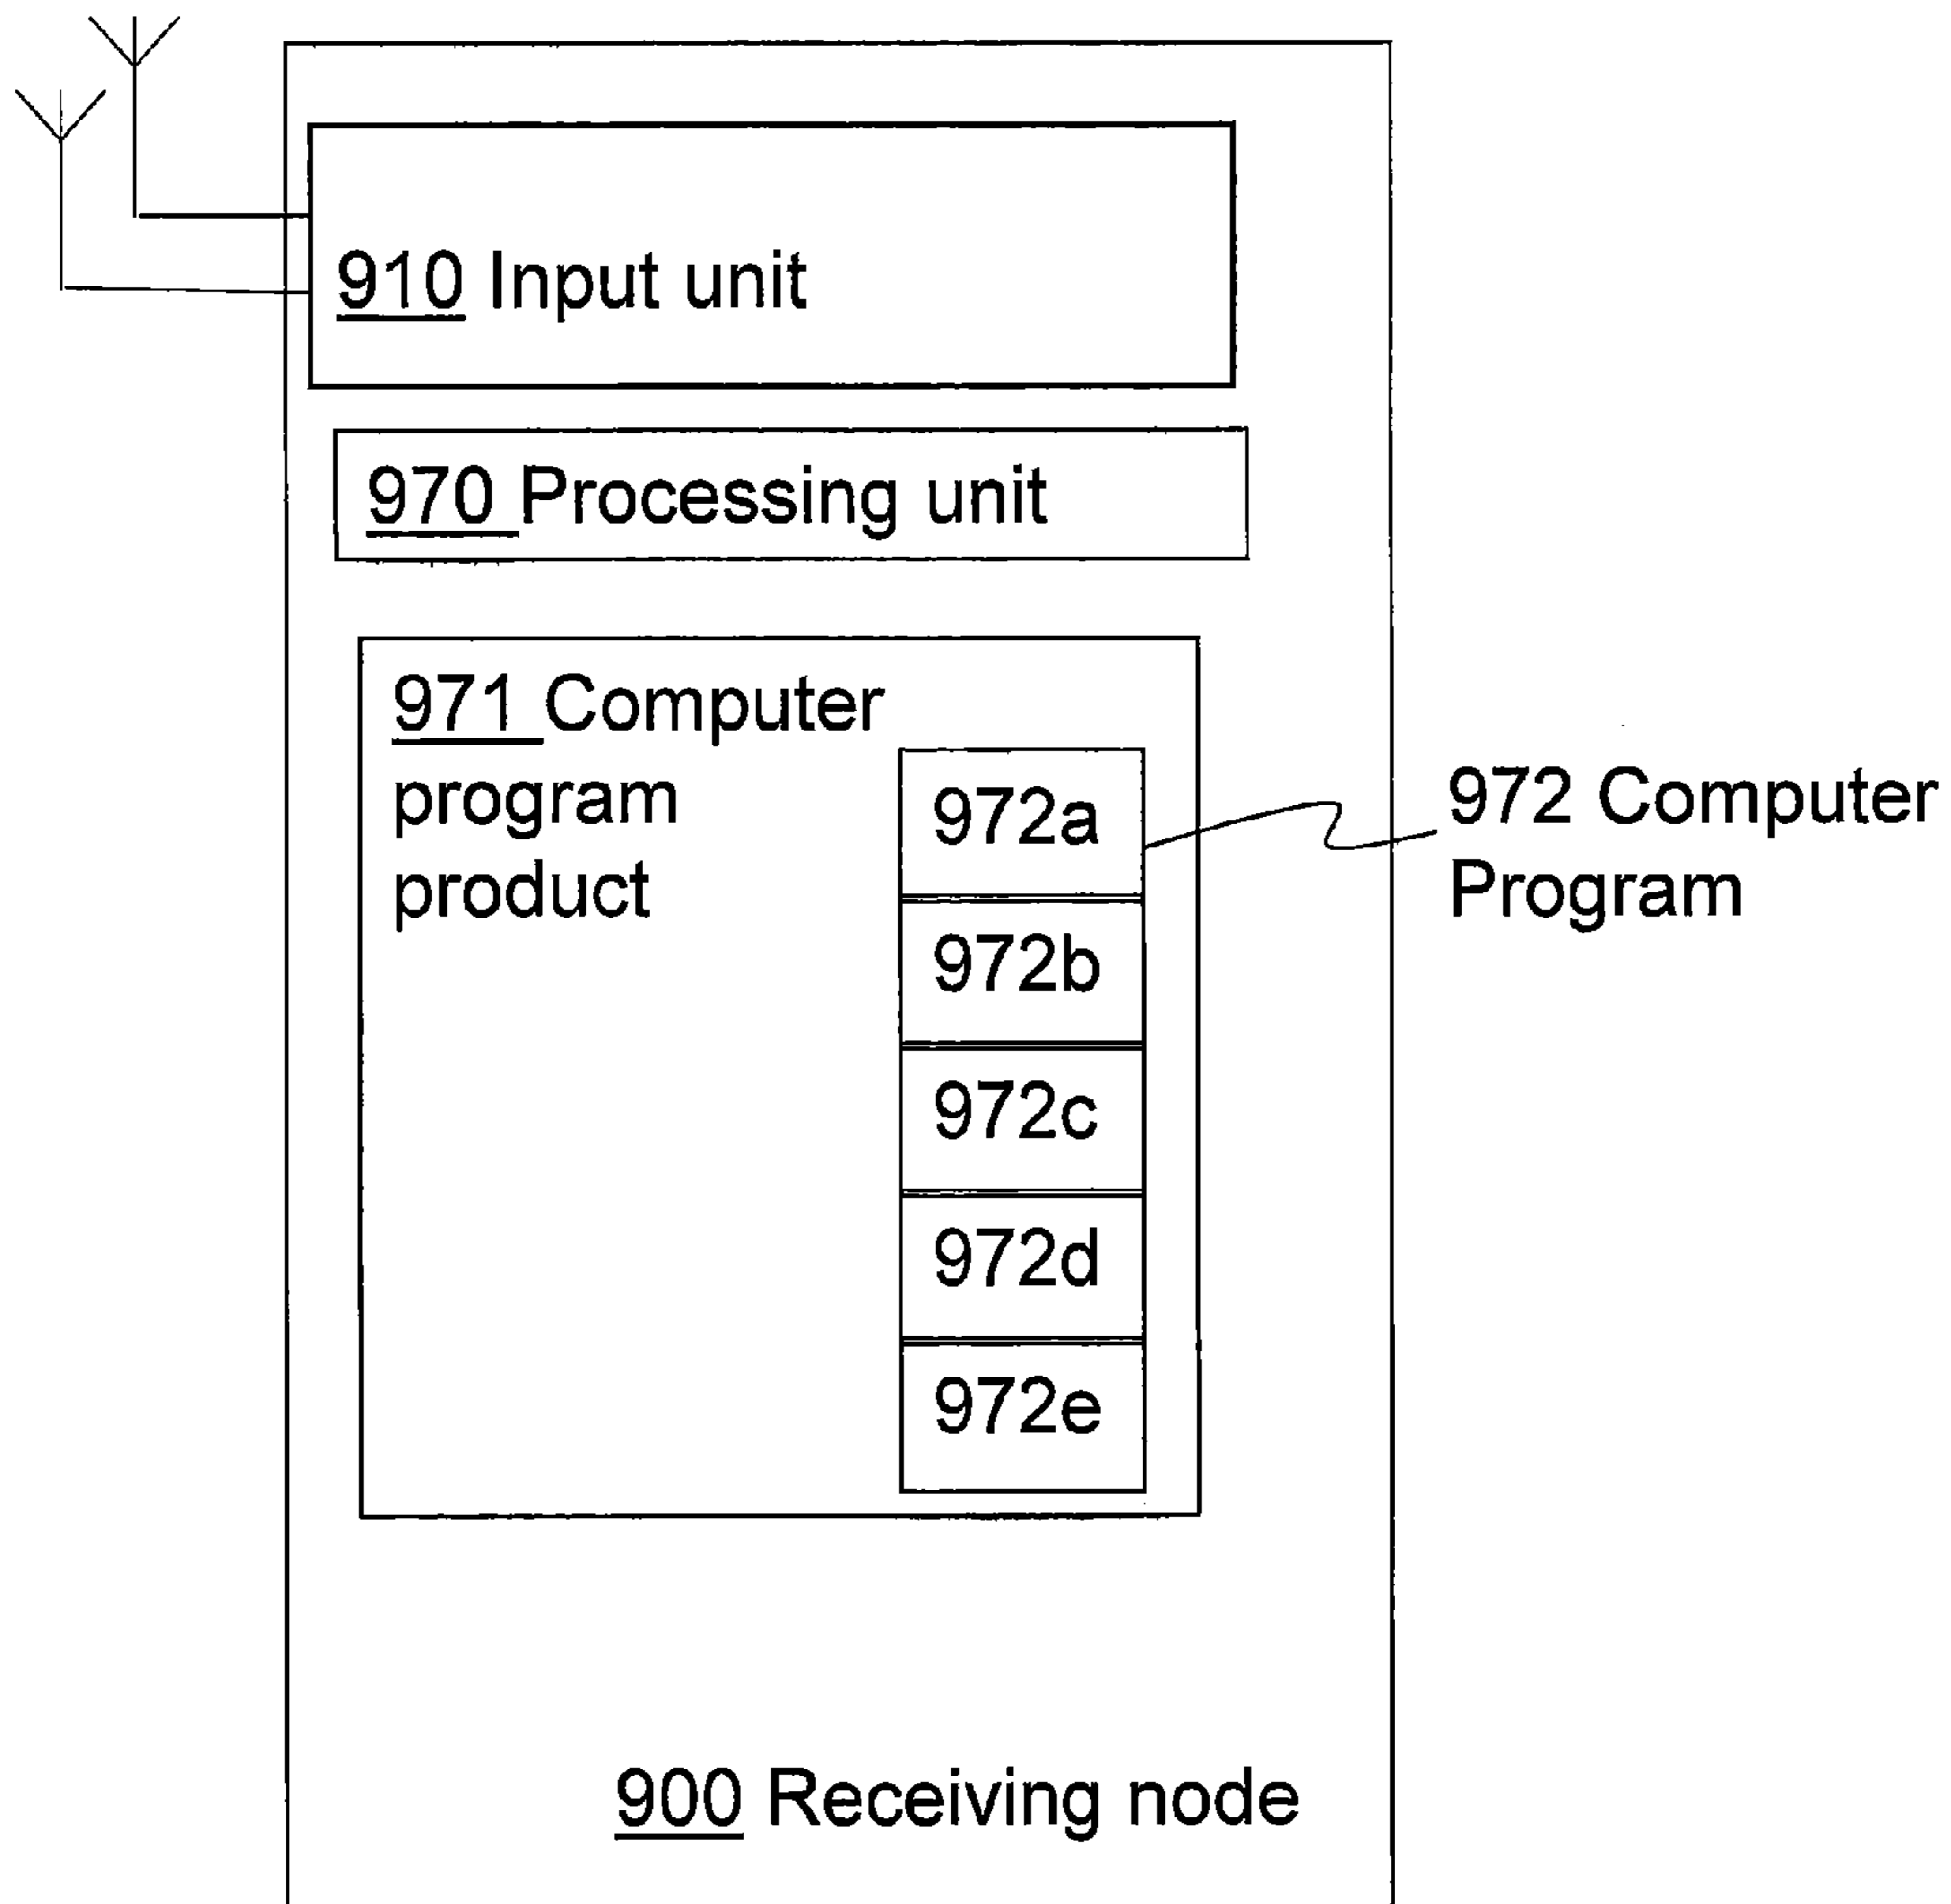 910 Input unit
970 Processing unit
971 Computer
program
product
972a
972b
972c
972d
972e
972 Computer
Program
900 Receiving node